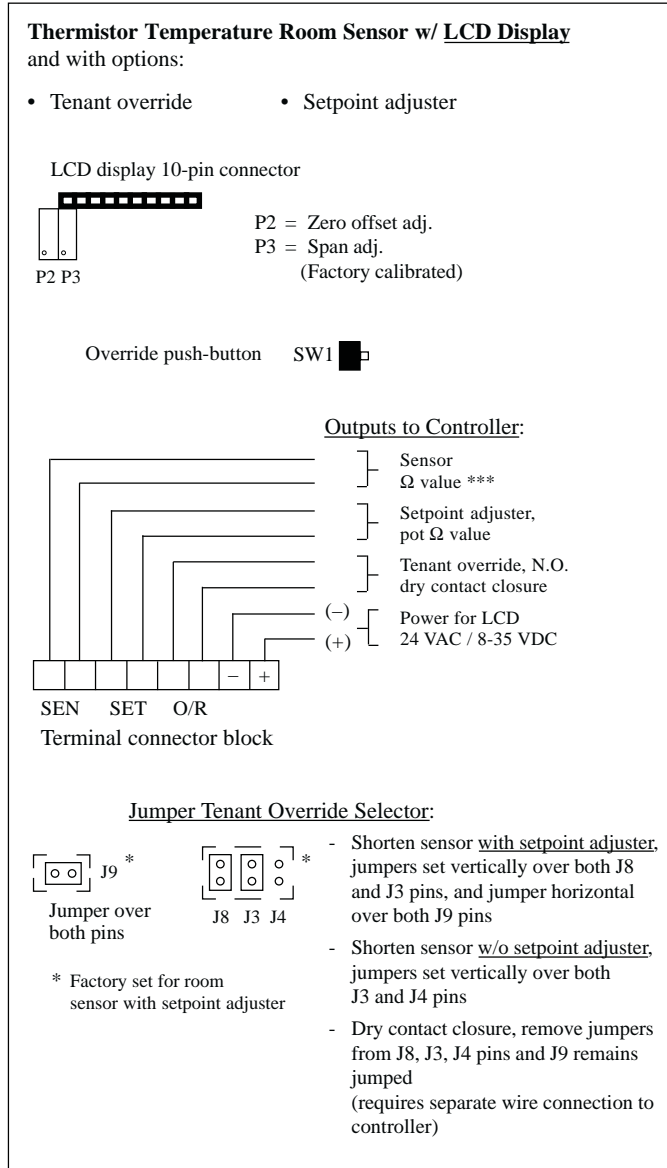 Thermistor Temperature Room Sensor w/ LCD Display
and with options:
• Tenant override • Setpoint adjuster
LCD display 10-pin connector
P2 = Zero offset adj.
P3 = Span adj.
(Factory calibrated)
P2 P3
Override push-button SW1
Outputs to Controller:
Sensor
Ω value ***
Setpoint adjuster,
pot Ω value
Tenant override, N.O.
dry contact closure
(–) Power for LCD
(+) 24 VAC / 8-35 VDC
– +
SEN SET O/R
Terminal connector block
Jumper Tenant Override Selector:
J9 *
Jumper over
both pins
*
J8 J3 J4
* Factory set for room
sensor with setpoint adjuster
- Shorten sensor with setpoint adjuster,
jumpers set vertically over both J8
and J3 pins, and jumper horizontal
over both J9 pins
- Shorten sensor w/o setpoint adjuster,
jumpers set vertically over both
J3 and J4 pins
- Dry contact closure, remove jumpers
from J8, J3, J4 pins and J9 remains
jumped
(requires separate wire connection to
controller)